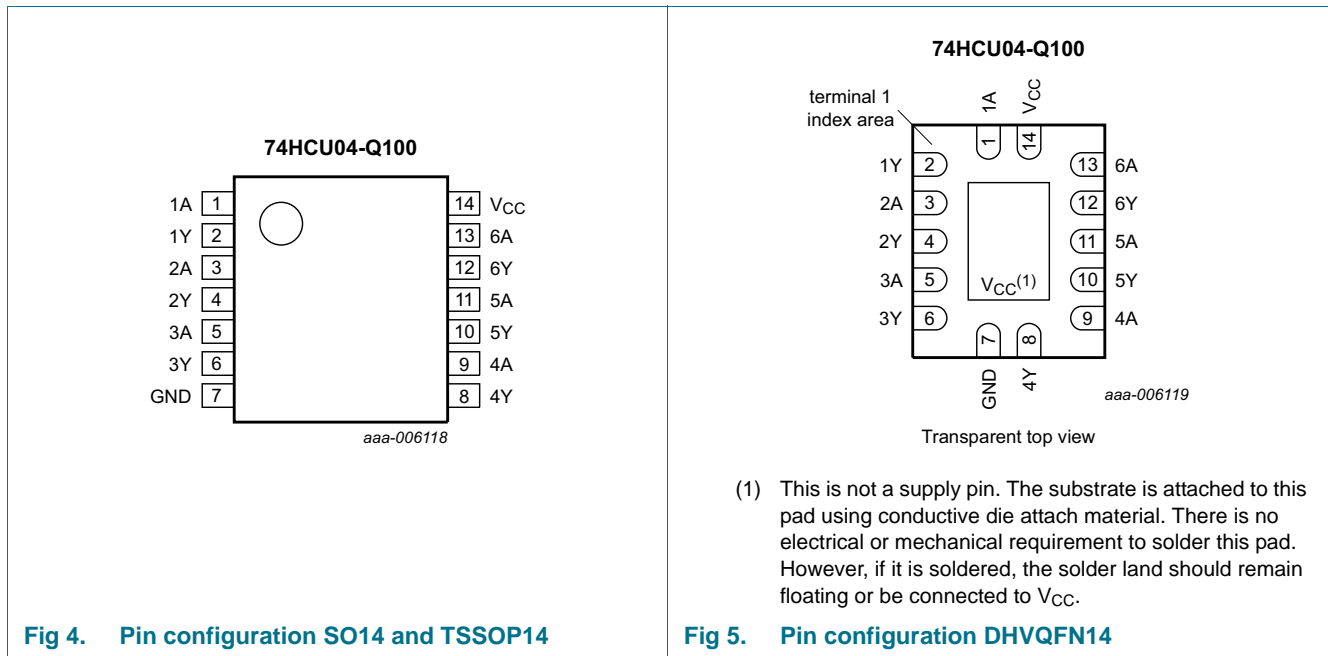 74HCU04-Q100
1A 1
14 VCC
1Y 2
13 6A
2A 3
12 6Y
2Y 4
11 5A
3A 5
10 5Y
3Y 6
9 4A
GND 7
8 4Y
aaa-006118
Fig 4. Pin configuration SO14 and TSSOP14
74HCU04-Q100
terminal 1
index area
1A
VCC
1
14
1Y 2
13 6A
2A 3
12 6Y
2Y 4
11 5A
3A 5
10 5Y
VCC(1)
3Y 6
9 4A
7
8
GND
4Y
aaa-006119
Transparent top view
(1) This is not a supply pin. The substrate is attached to this
pad using conductive die attach material. There is no
electrical or mechanical requirement to solder this pad.
However, if it is soldered, the solder land should remain
floating or be connected to VCC.
Fig 5. Pin configuration DHVQFN14